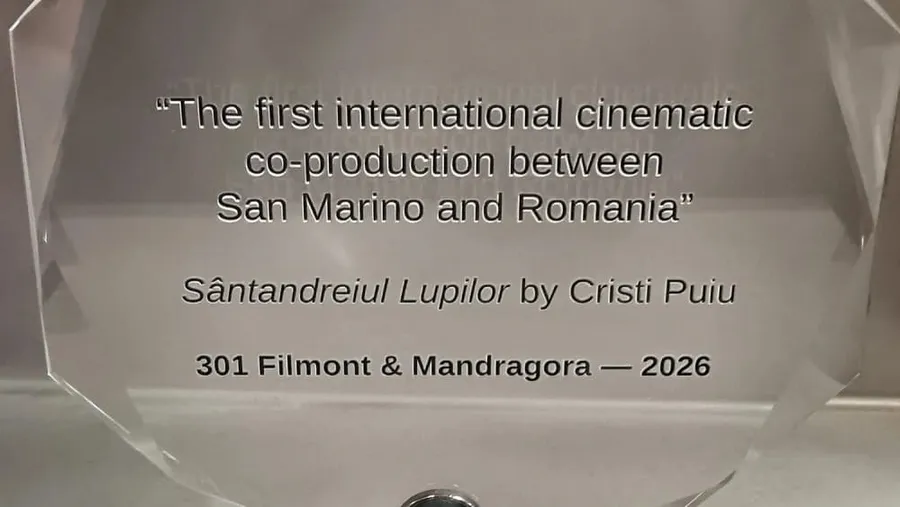 “The first international cinematic
co-production between
San Marino and Romania”
Sântandreiul Lupilor by Cristi Puiu
301 Filmont & Mandragora — 2026